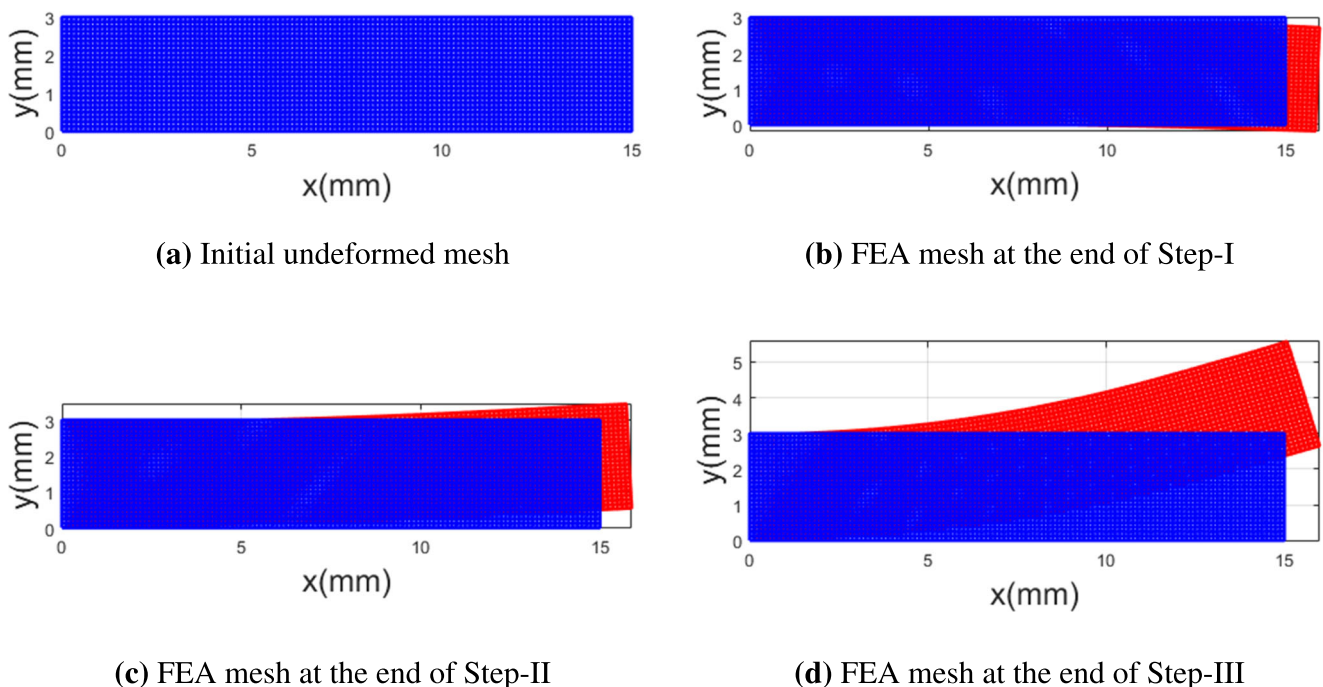 3
2
1
0
y(mm)
0 5 10 15
x(mm)
(a) Initial undeformed mesh
3
2
1
0
y(mm)
0 5 10 15
x(mm)
(b) FEA mesh at the end of Step-I
3
2
1
0
y(mm)
0 5 10 15
x(mm)
(c) FEA mesh at the end of Step-II
5
4
3
2
1
0
y(mm)
0 5 10 15
x(mm)
(d) FEA mesh at the end of Step-III